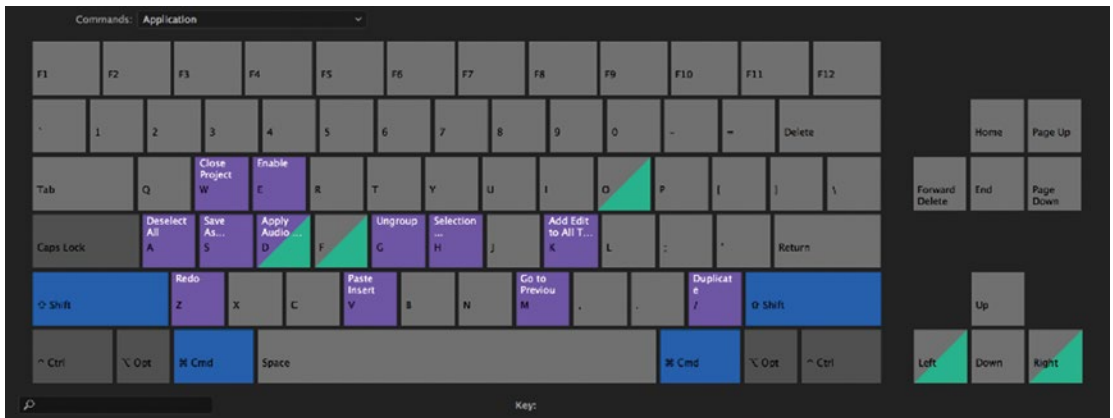 Commands: Application
F1 F2 F3 F4 F5 F6 F7 F8 F9 F10 F11 F12
` 1 2 3 4 5 6 7 8 9 0 - = Delete Home Page Up
Close Enable
Project
Tab Q W E R T Y U I O P [ ] \ Forward End Page
Delete Down
Deselect Save Apply Ungroup Selection Add Edit
All As... Audio ... ... to All T...
Caps Lock A S D F G H J K L ; ' Return
Redo Paste Go to Duplicat
Insert Previou e
⇧ Shift Z X C V B N M , . / ⇧ Shift Up
^ Ctrl ⌥ Opt ⌘ Cmd Space ⌘ Cmd ⌥ Opt ^ Ctrl Left Down Right
Key: